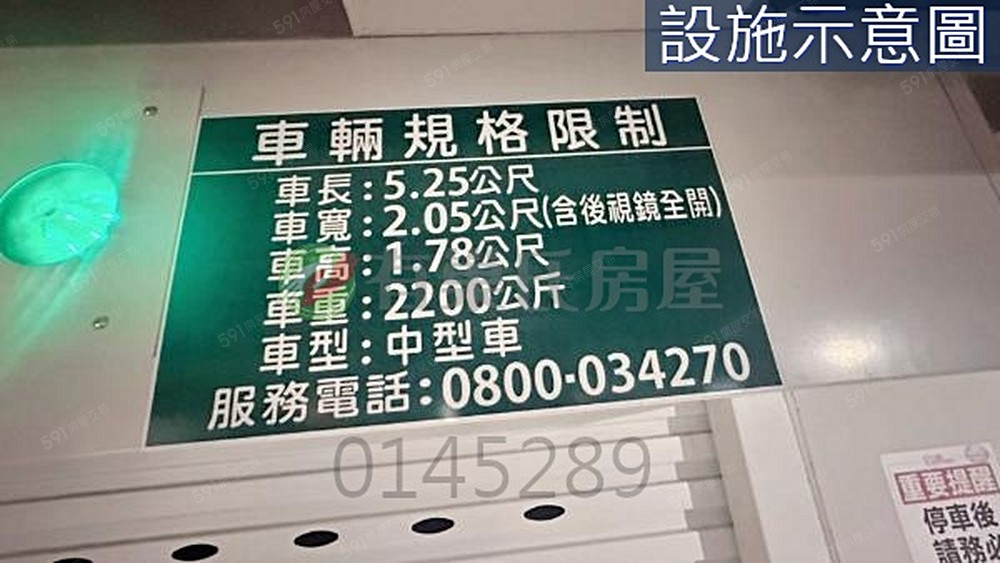 設施示意圖
車輛規格限制
車長:5.25公尺
車寬:2.05公尺(含後視鏡全開)
車高:1.78公尺
車重:2200公斤
車型:中型車
服務電話:0800-034270
0145289
重要提醒
停車後
請務必